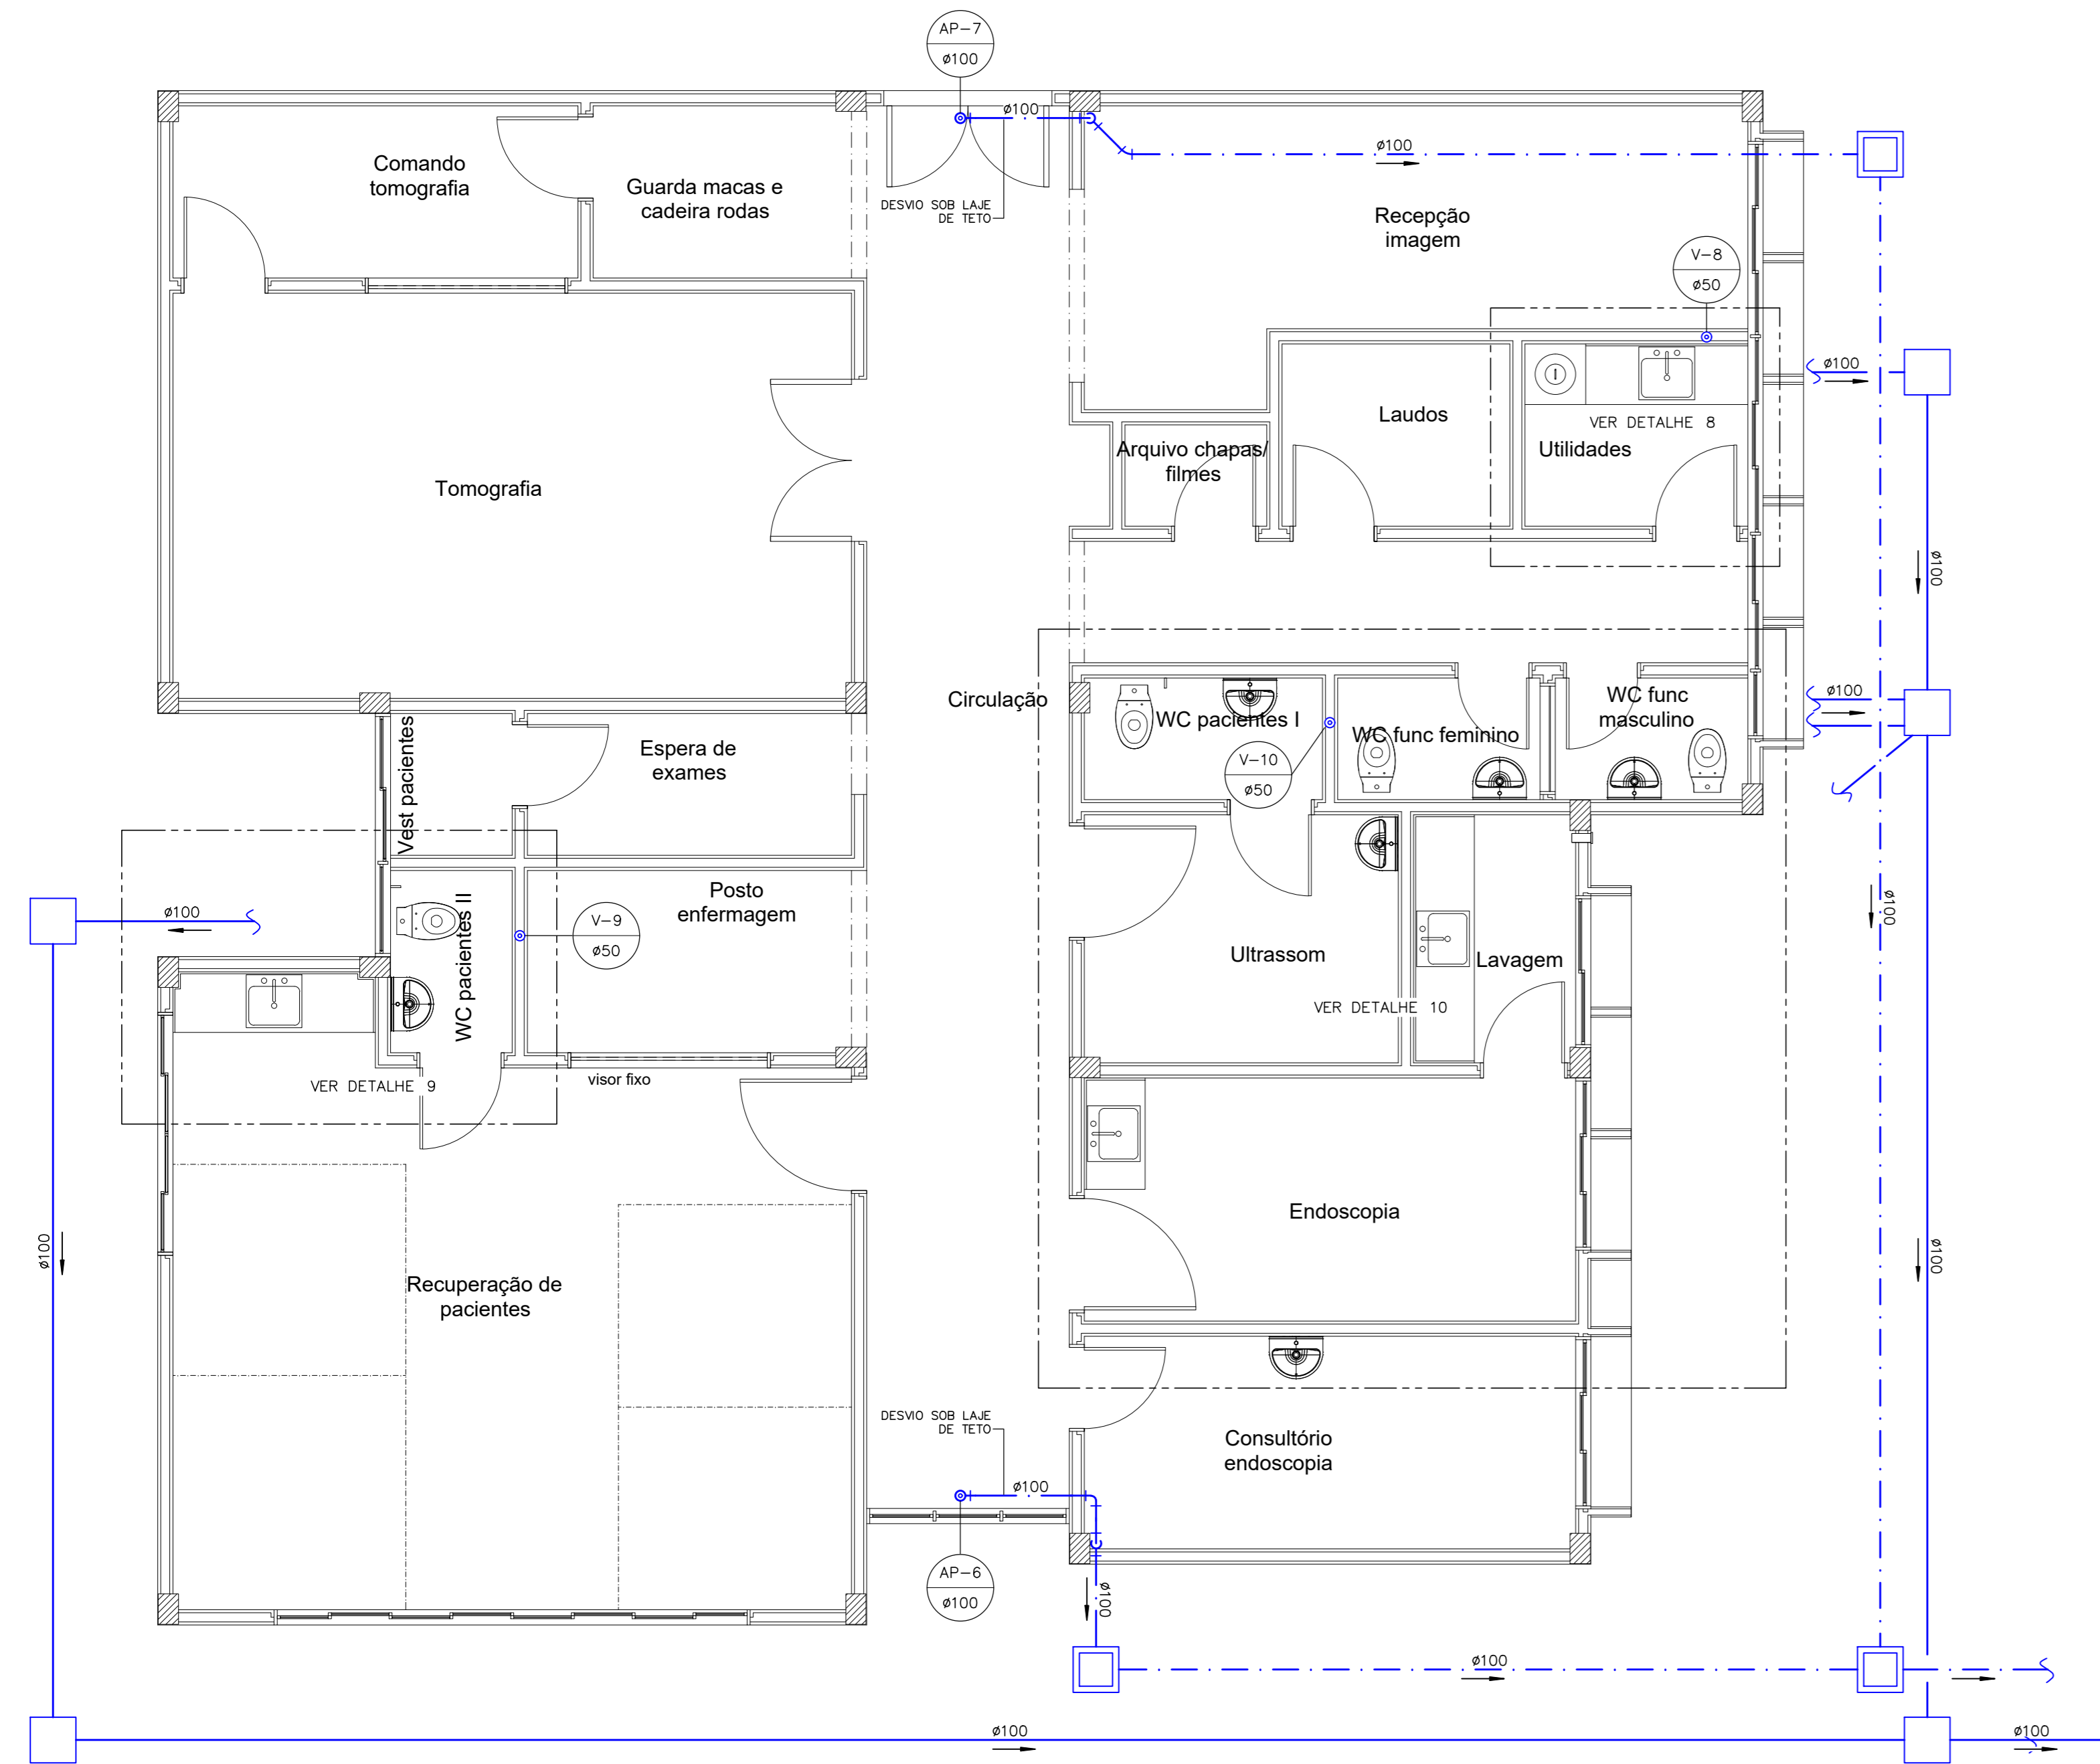 AP-7
ø100
ø100
Comando
tomografia
Guarda macas e
cadeira rodas
DESVIO SOB LAJE
DE TETO
ø100
Recepção
imagem
V-8
ø50
ø100
Laudos
VER DETALHE 8
Utilidades
Arquivo chapas/
filmes
Tomografia
ø100
Circulação
WC pacientes I
WC func feminino
WC func
masculino
ø100
V-10
ø50
Espera de
exames
Vest pacientes
Posto
enfermagem
V-9
ø50
WC pacientes II
ø100
ø100
Ultrassom
Lavagem
VER DETALHE 10
VER DETALHE 9
visor fixo
Endoscopia
ø100
ø100
Recuperação de
pacientes
DESVIO SOB LAJE
DE TETO
Consultório
endoscopia
ø100
AP-6
ø100
ø100
ø100
ø100
ø100